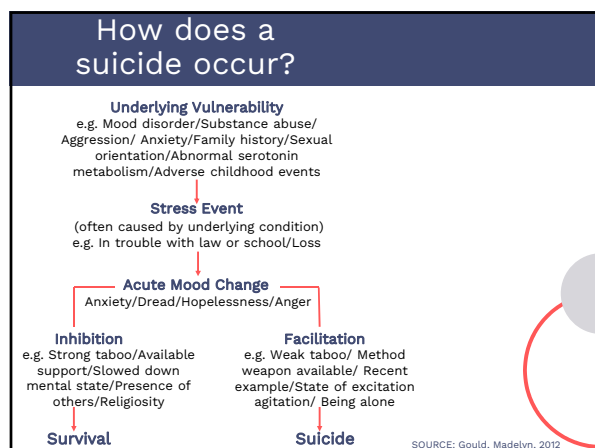 How does a
suicide occur?
Underlying Vulnerability
e.g. Mood disorder/Substance abuse/
Aggression/ Anxiety/Family history/Sexual
orientation/Abnormal serotonin
metabolism/Adverse childhood events
Stress Event
(often caused by underlying condition)
e.g. In trouble with law or school/Loss
Acute Mood Change
Anxiety/Dread/Hopelessness/Anger
Inhibition
e.g. Strong taboo/Available
support/Slowed down
mental state/Presence of
others/Religiosity
Survival
Facilitation
e.g. Weak taboo/ Method
weapon available/ Recent
example/State of excitation
agitation/ Being alone
Suicide
SOURCE: Gould, Madelyn, 2012